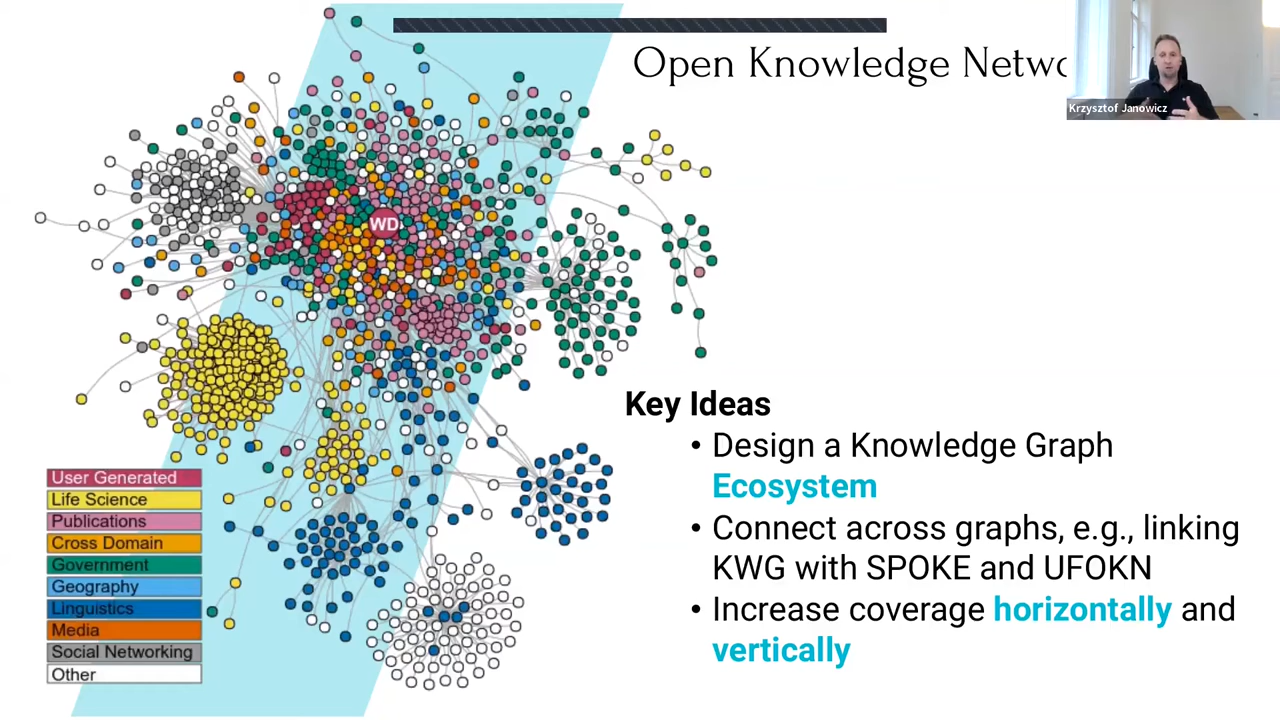 Open Knowledge
Krzysztof Janowicz
WD
Key Ideas
• Design a Knowledge Graph
Ecosystem
• Connect across graphs, e.g., linking
KWG with SPOKE and UFOKN
• Increase coverage horizontally and
vertically
User Generated
Life Science
Publications
Cross Domain
Government
Geography
Linguistics
Media
Social Networking
Other